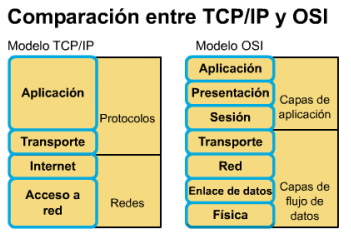 Comparación entre TCP/IP y OSI
Modelo TCP/IP
Aplicación
Transporte
Internet
Acceso a
red
Protocolos
Redes
Modelo OSI
Aplicación
Presentación
Sesión
Transporte
Red
Enlace de datos
Física
Capas de
aplicación
Capas de
flujo de
datos